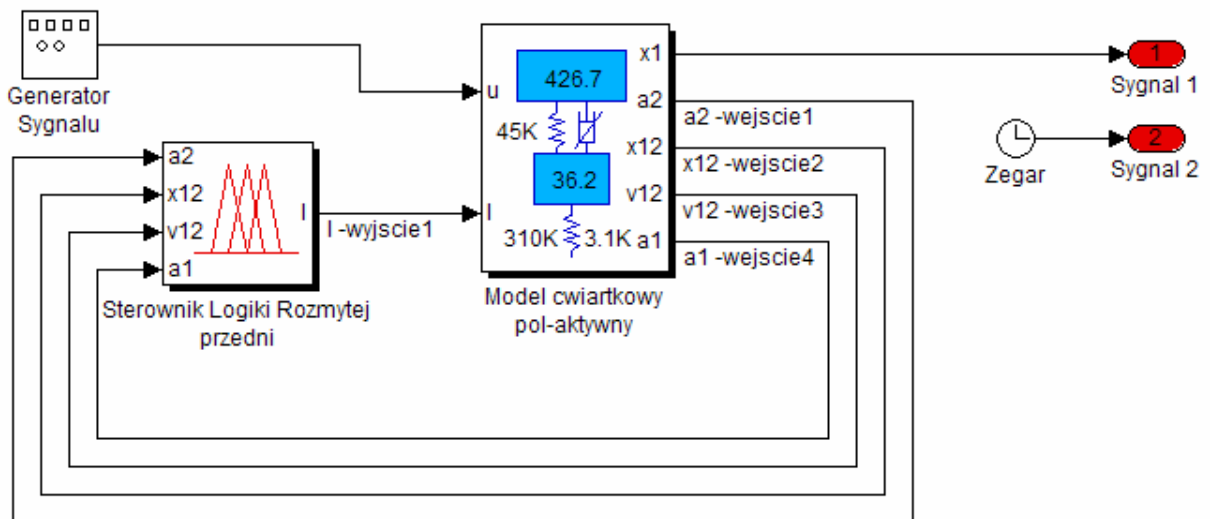 Generator
Sygnalu
a2
x12
v12
a1
I
Sterownik Logiki Rozmytej
przedni
I -wyjscie1
u
I
426.7
45K
36.2
310K
3.1K
x1
a2
x12
v12
a1
Model cwiartkowy
pol-aktywny
a2 -wejscie1
x12 -wejscie2
v12 -wejscie3
a1 -wejscie4
1
Sygnal 1
Zegar
2
Sygnal 2